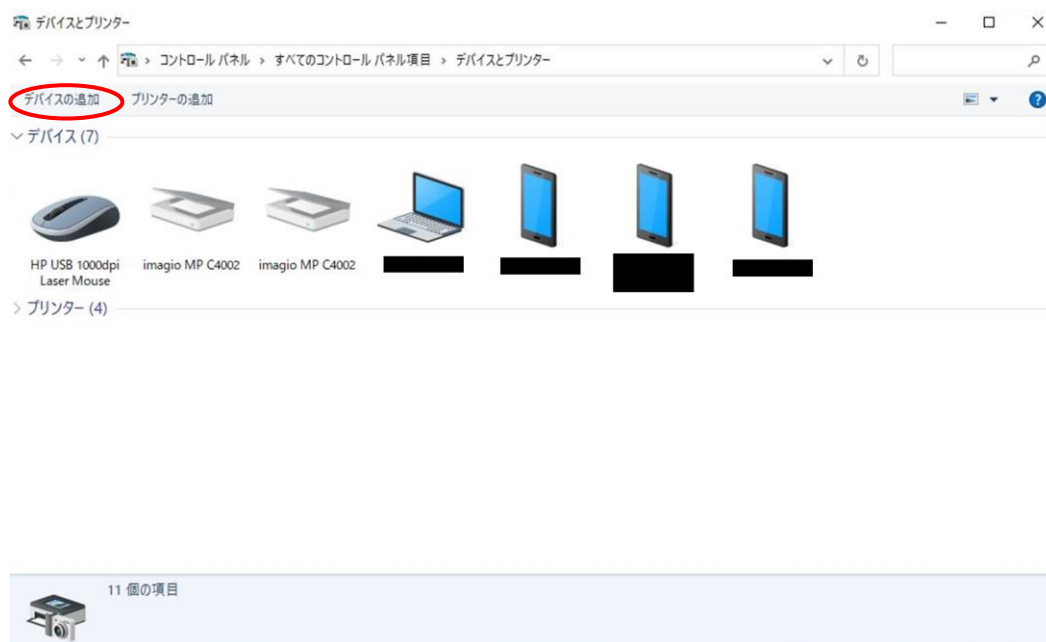 デバイスとプリンター
コントロール パネル › すべてのコントロール パネル項目 › デバイスとプリンター
デバイスの追加 プリンターの追加
デバイス (7)
HP USB 1000dpi
Laser Mouse
imagio MP C4002
imagio MP C4002
プリンター (4)
11 個の項目